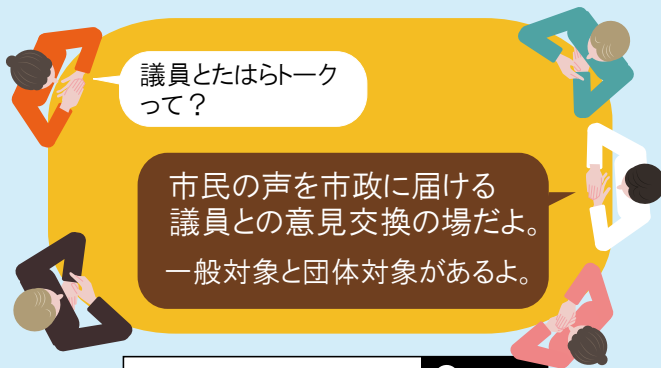 議員とたはらトーク
って？
市民の声を市政に届ける
議員との意見交換の場だよ。
一般対象と団体対象があるよ。